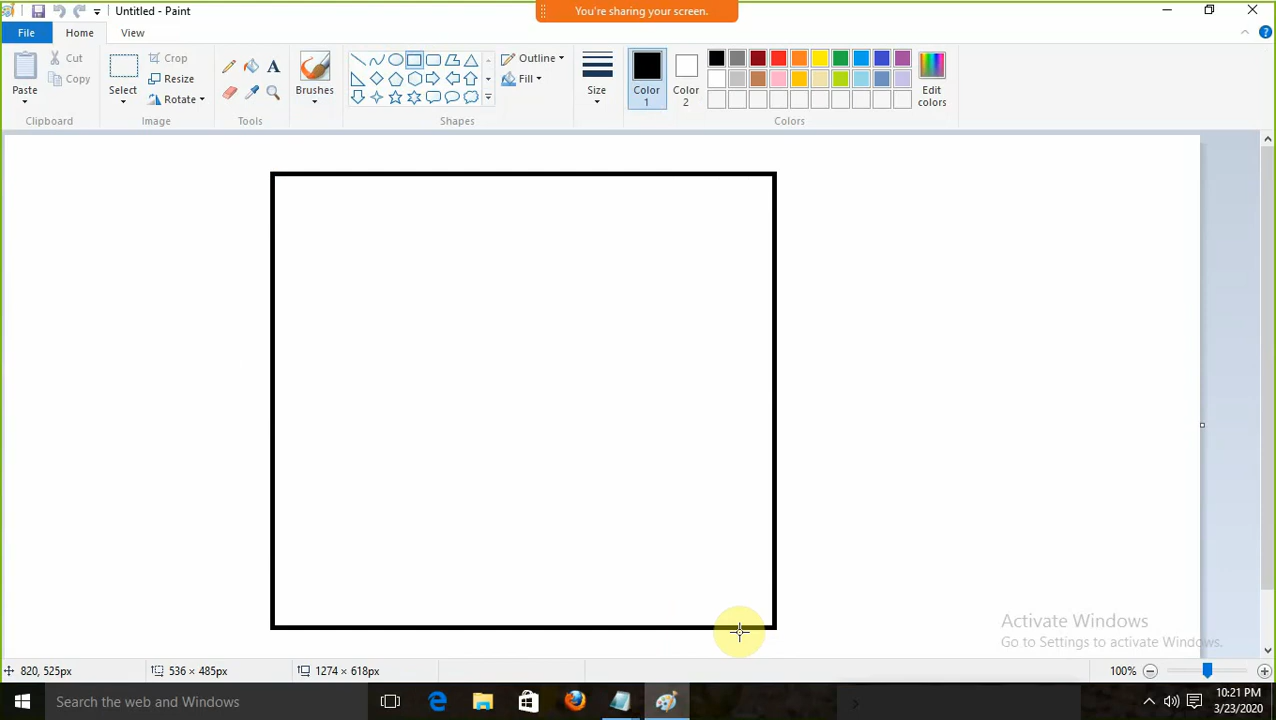 Untitled - Paint
You're sharing your screen.
File
Home
View
Paste
Cut
Copy
Clipboard
Select
Crop
Resize
Rotate
Image
Tools
Brushes
Shapes
Outline
Fill
Size
Color
1
Color
2
Edit
colors
Colors
Activate Windows
Go to Settings to activate Windows.
820, 525px
536 × 485px
1274 × 618px
100%
Search the web and Windows
10:21 PM
3/23/2020